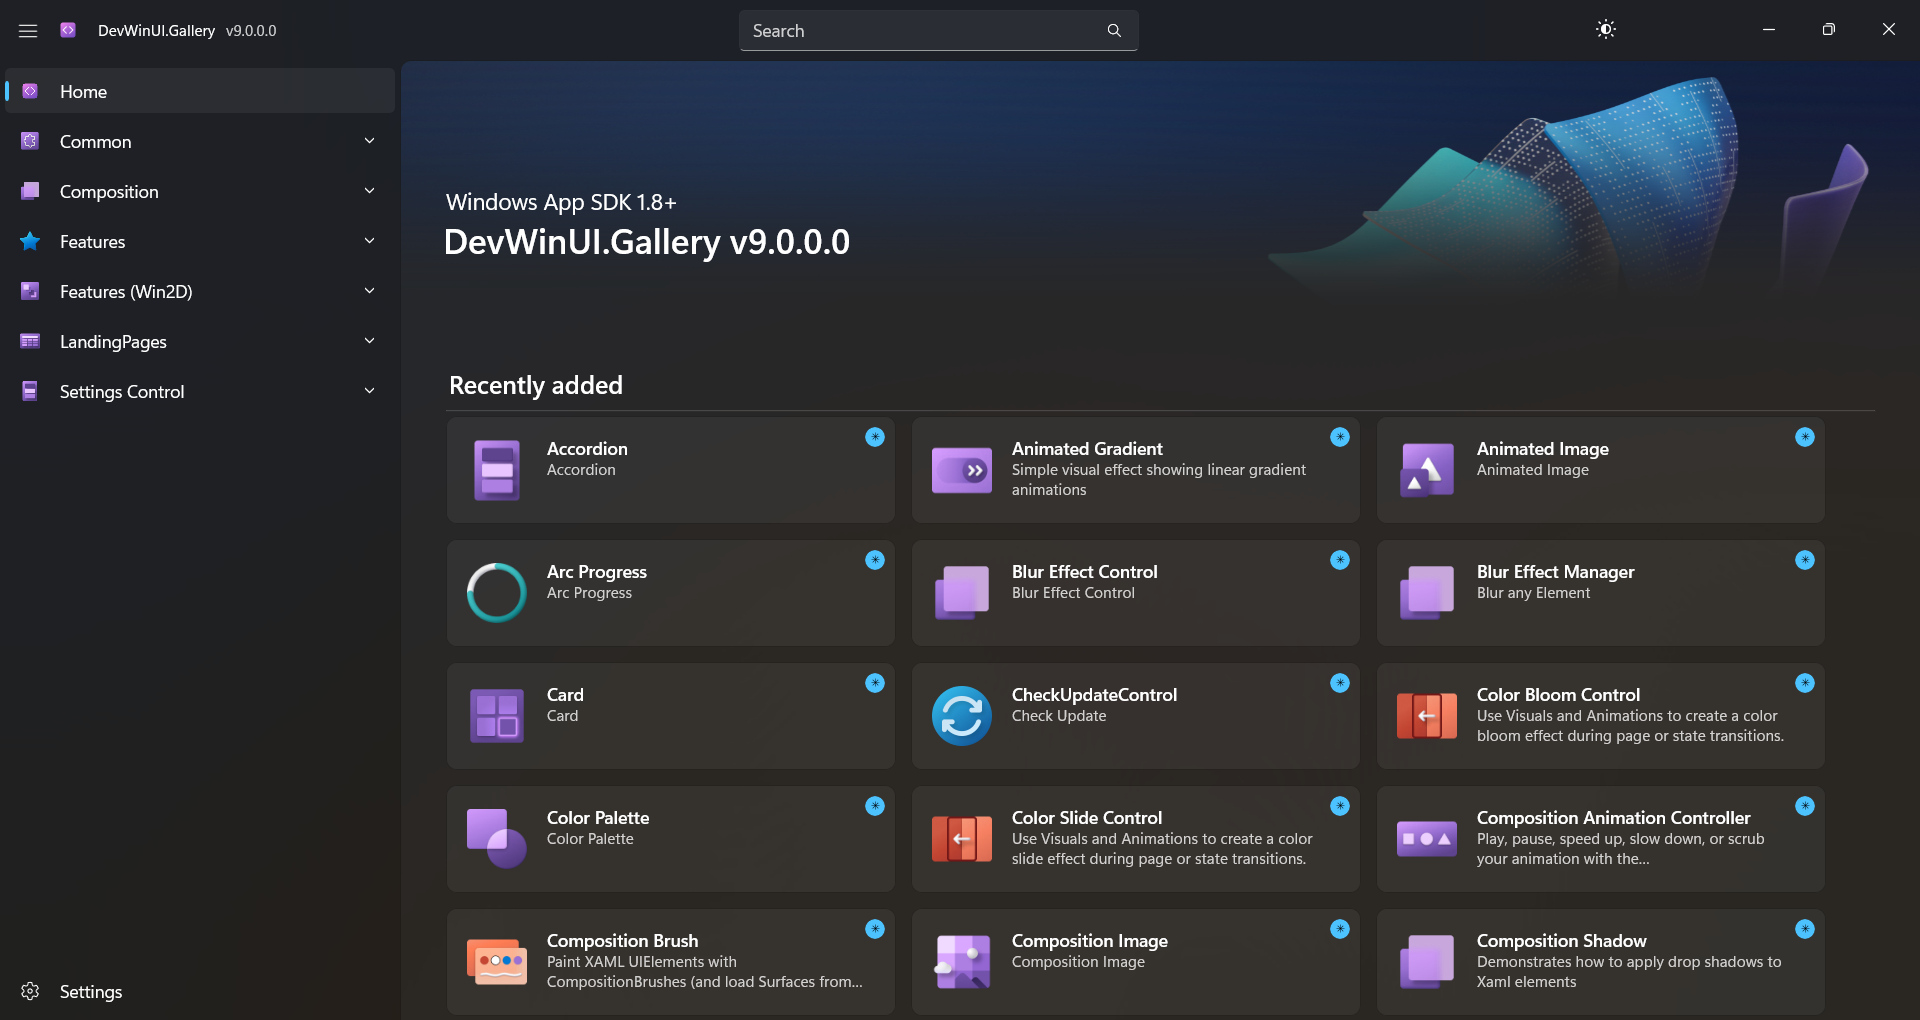 DevWinUI.Gallery v9.0.0.0
Search
Home
Common
Composition
Features
Features (Win2D)
LandingPages
Settings Control
Settings
Windows App SDK 1.8+
DevWinUI.Gallery v9.0.0.0
Recently added
Accordion
Accordion
Animated Gradient
Simple visual effect showing linear gradient
animations
Animated Image
Animated Image
Arc Progress
Arc Progress
Blur Effect Control
Blur Effect Control
Blur Effect Manager
Blur any Element
Card
Card
CheckUpdateControl
Check Update
Color Bloom Control
Use Visuals and Animations to create a color
bloom effect during page or state transitions.
Color Palette
Color Palette
Color Slide Control
Use Visuals and Animations to create a color
slide effect during page or state transitions.
Composition Animation Controller
Play, pause, speed up, slow down, or scrub
your animation with the...
Composition Brush
Paint XAML UIElements with
CompositionBrushes (and load Surfaces from...
Composition Image
Composition Image
Composition Shadow
Demonstrates how to apply drop shadows to
Xaml elements